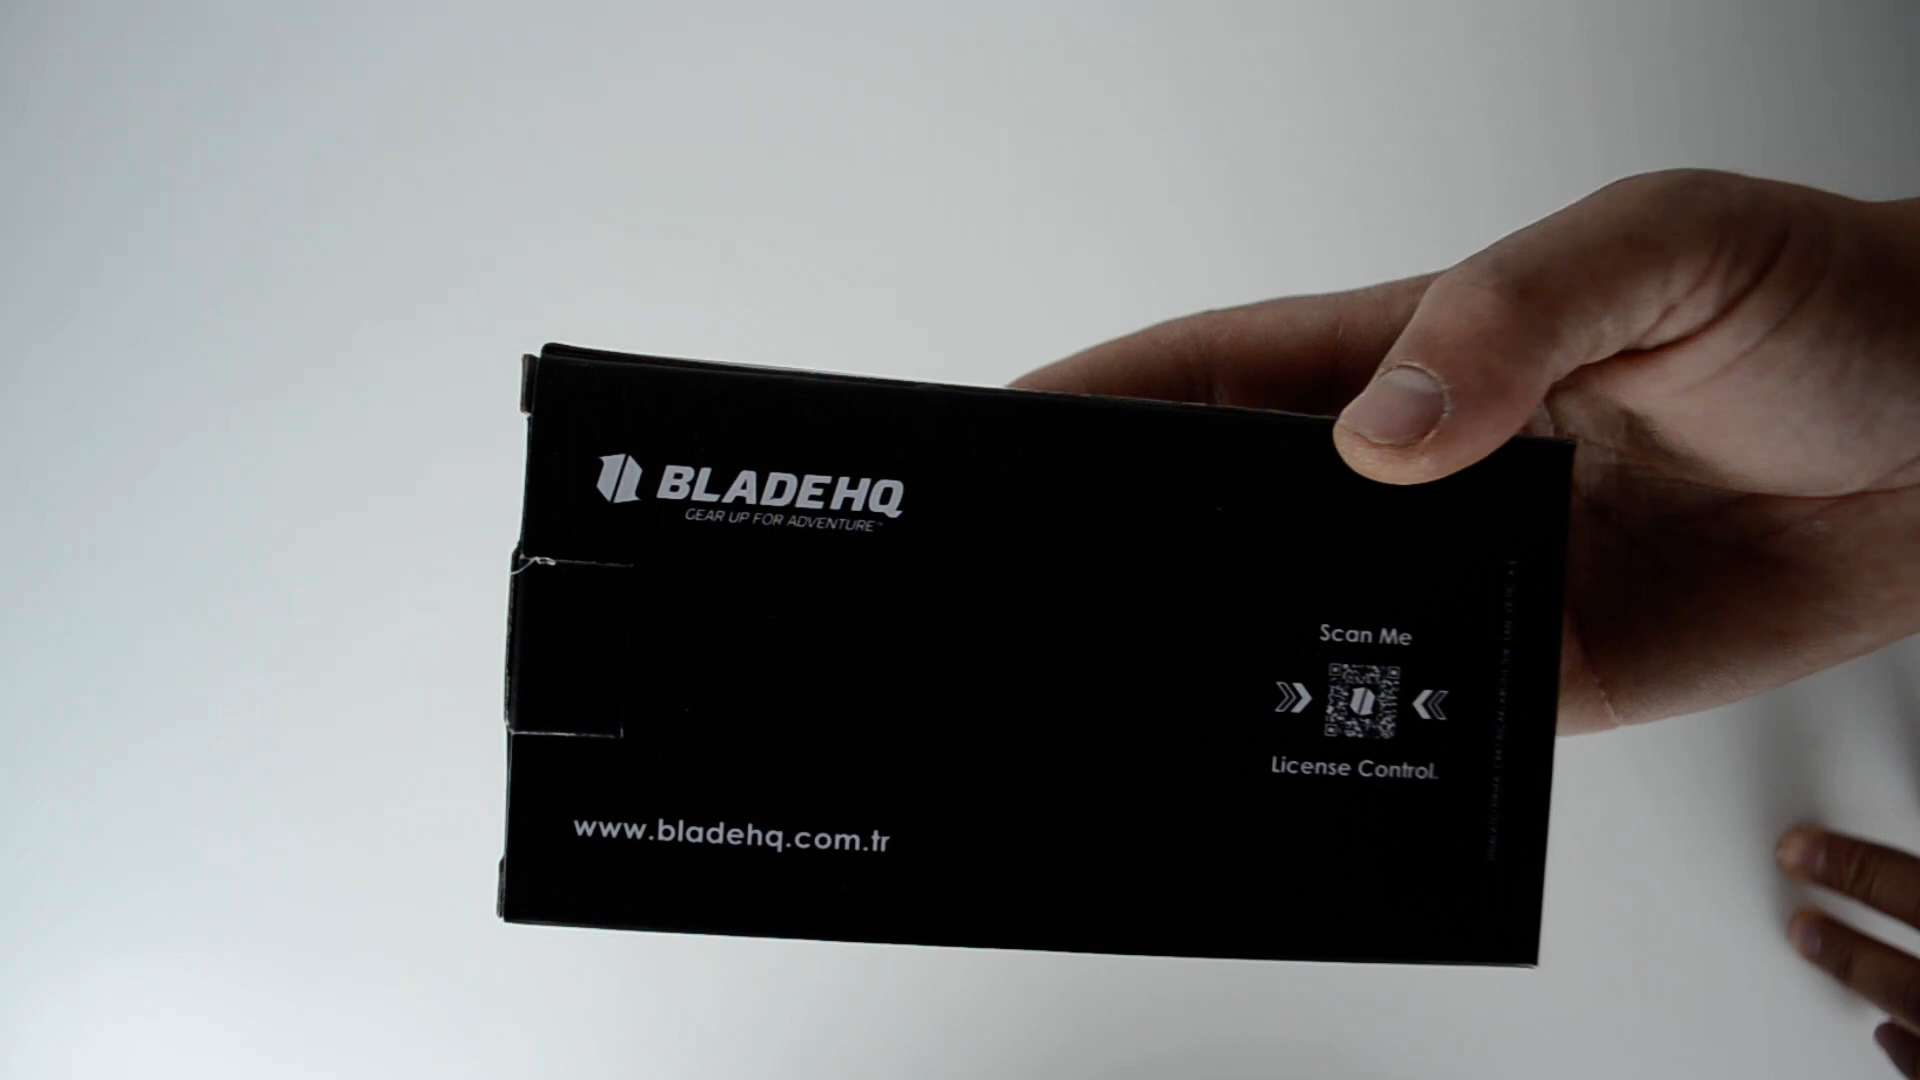 BLADEHQ
GEAR UP FOR ADVENTURE™
Scan Me
License Control.
www.bladehq.com.tr